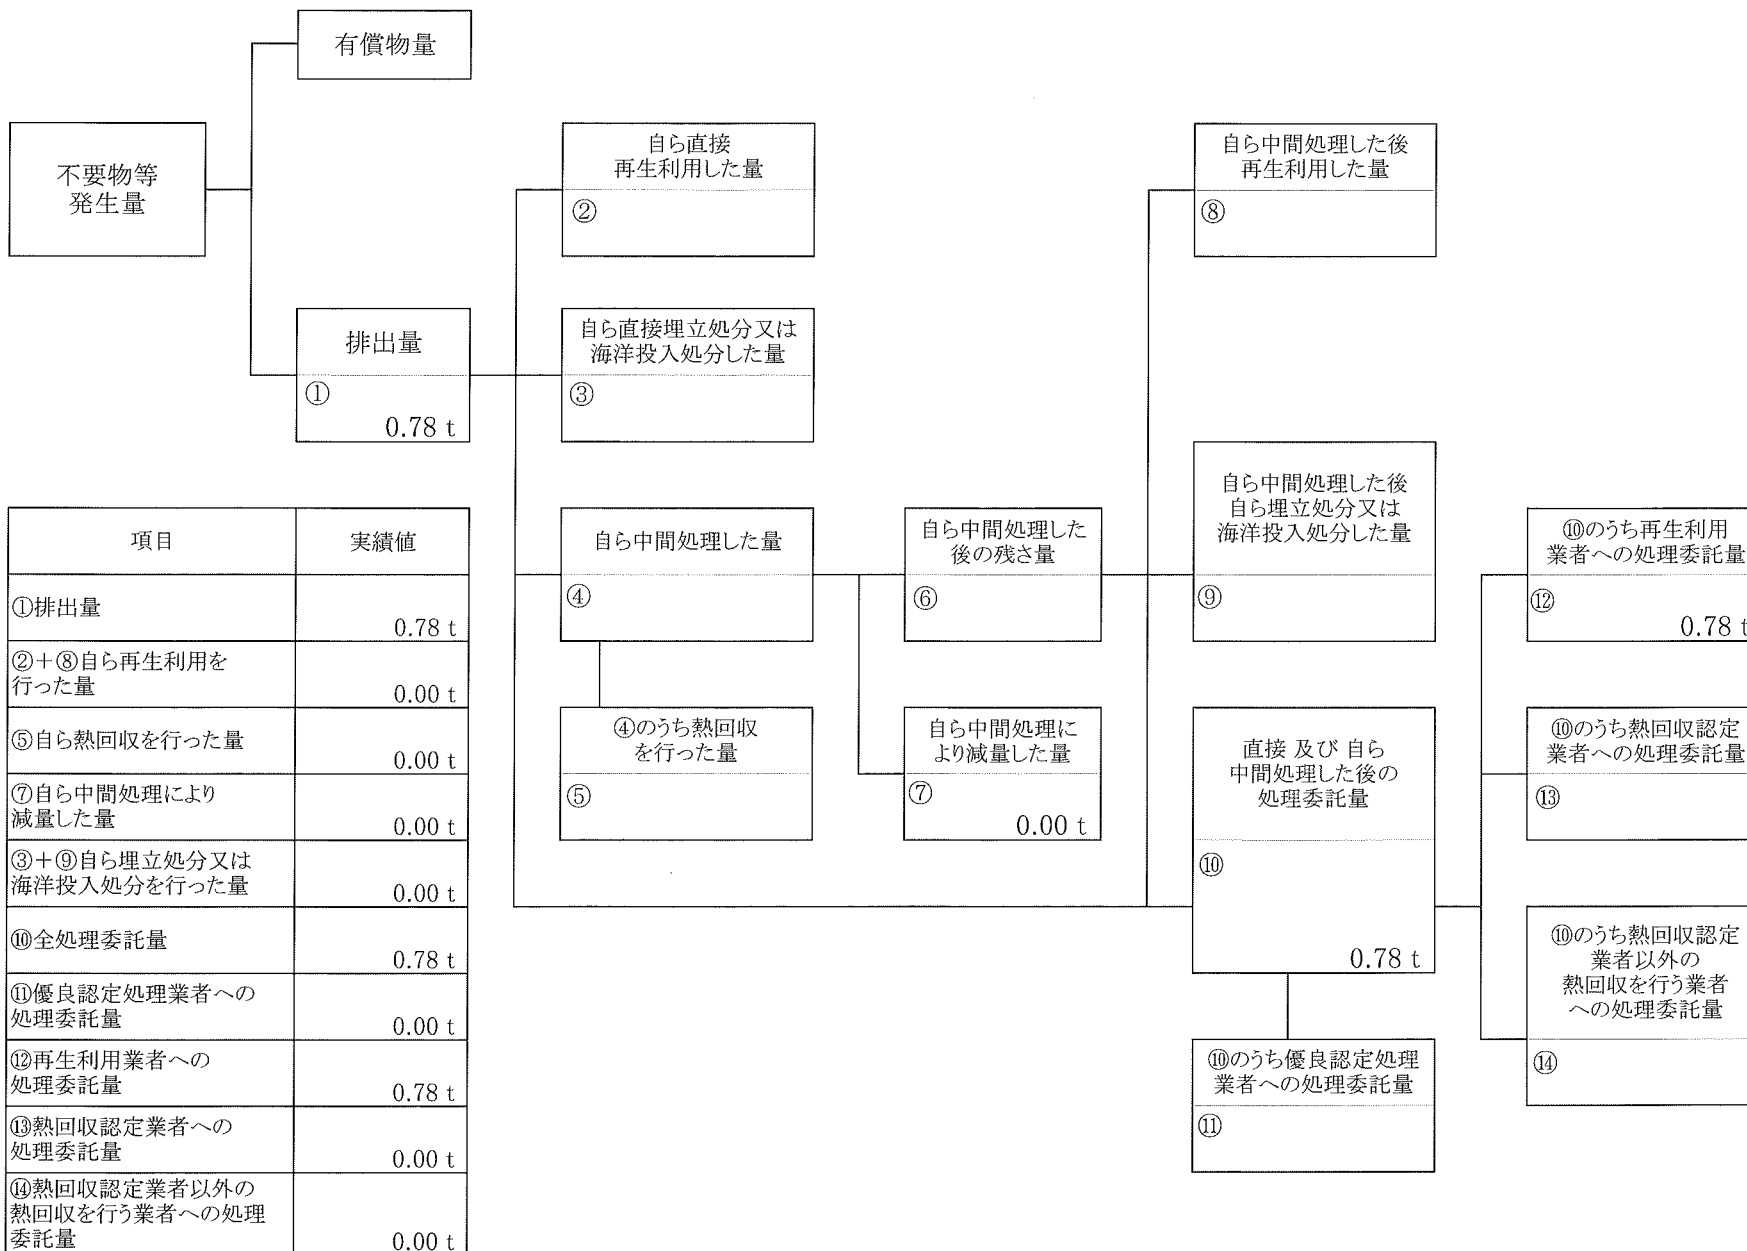 有償物量
不要物等
発生量
排出量
①
0.78 t
自ら直接
再生利用した量
②
自ら直接埋立処分又は
海洋投入処分した量
③
自ら中間処理した量
④
④のうち熱回収
を行った量
⑤
自ら中間処理した
後の残さ量
⑥
自ら中間処理に
より減量した量
⑦
0.00 t
自ら中間処理した後
再生利用した量
⑧
自ら中間処理した後
自ら埋立処分又は
海洋投入処分した量
⑨
直接 及び 自ら
中間処理した後の
処理委託量
⑩
0.78 t
⑩のうち優良認定処理
業者への処理委託量
⑪
⑩のうち再生利用
業者への処理委託量
⑫
0.78 t
⑩のうち熱回収認定
業者への処理委託量
⑬
⑩のうち熱回収認定
業者以外の
熱回収を行う業者
への処理委託量
⑭
項目 実績値
①排出量
0.78 t
②＋⑧自ら再生利用を
行った量
0.00 t
⑤自ら熱回収を行った量
0.00 t
⑦自ら中間処理により
減量した量
0.00 t
③＋⑨自ら埋立処分又は
海洋投入処分を行った量
0.00 t
⑩全処理委託量
0.78 t
⑪優良認定処理業者への
処理委託量
0.00 t
⑫再生利用業者への
処理委託量
0.78 t
⑬熱回収認定業者への
処理委託量
0.00 t
⑭熱回収認定業者以外の
熱回収を行う業者への処理
委託量
0.00 t